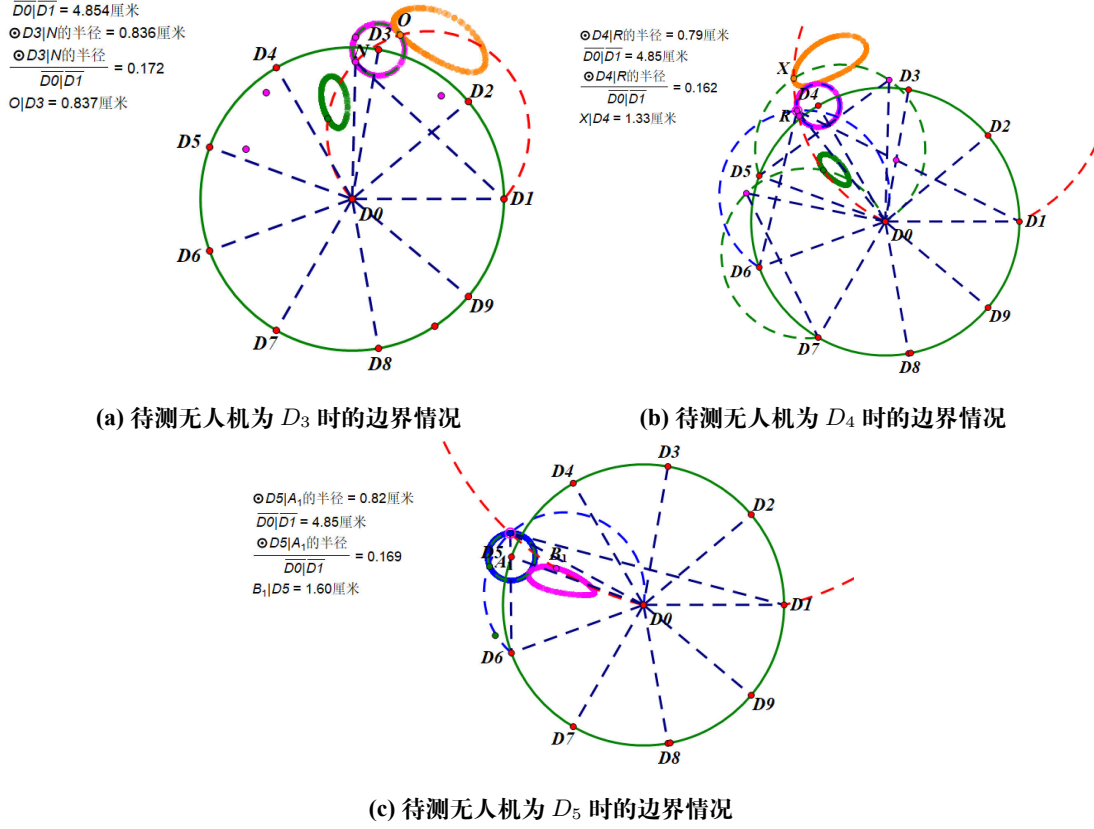 D0|D1 = 4.854厘米
⊙D3|N的半径 = 0.836厘米
⊙D3|N的半径
D0|D1
= 0.172
O|D3 = 0.837厘米
O
D3
N
D4
D2
D5
D0
D1
D6
D9
D7
D8
(a) 待测无人机为 D₃ 时的边界情况
⊙D4|R的半径 = 0.79厘米
D0|D1 = 4.85厘米
⊙D4|R的半径
D0|D1
= 0.162
X|D4 = 1.33厘米
X
D3
D4
R
D2
D5
D0
D1
D6
D9
D7
D8
(b) 待测无人机为 D₄ 时的边界情况
⊙D5|A₁的半径 = 0.82厘米
D0|D1 = 4.85厘米
⊙D5|A₁的半径
D0|D1
= 0.169
B₁|D5 = 1.60厘米
D3
D4
D2
D5
A₁
B₁
D0
D1
D6
D9
D7
D8
(c) 待测无人机为 D₅ 时的边界情况